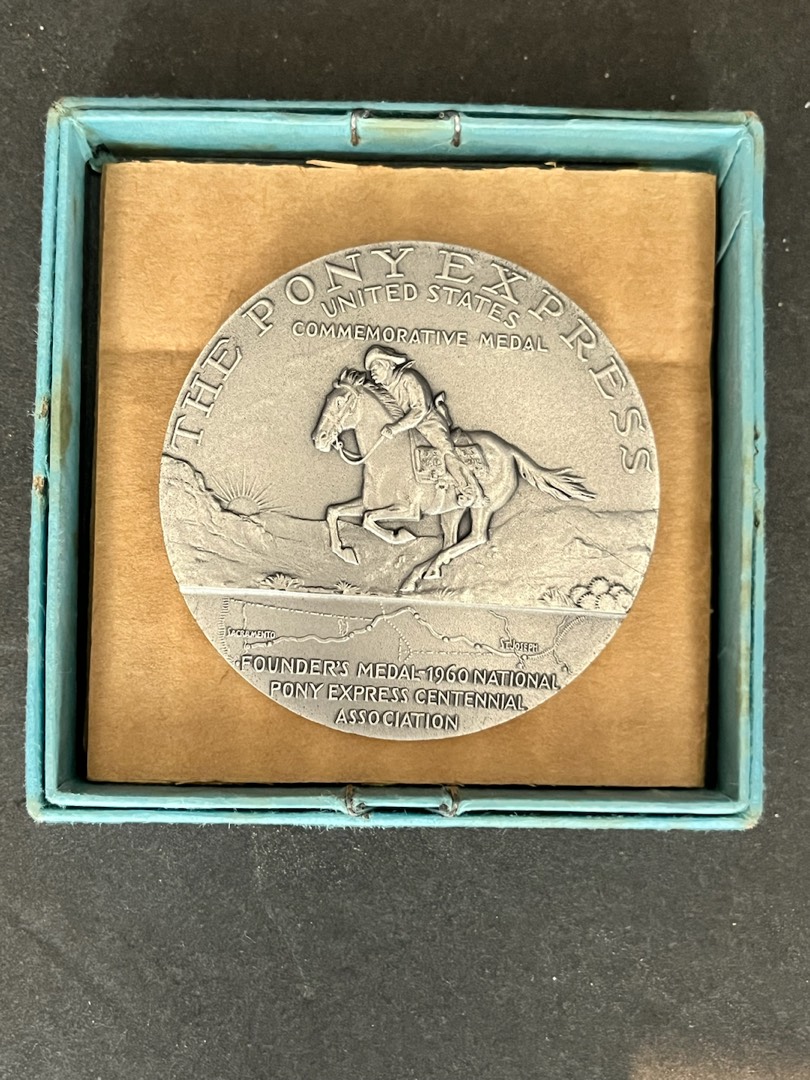 THE PONY EXPRESS
UNITED STATES
COMMEMORATIVE MEDAL
SACRAMENTO
ST. JOSEPH
FOUNDER'S MEDAL-1960 NATIONAL
PONY EXPRESS CENTENNIAL
ASSOCIATION